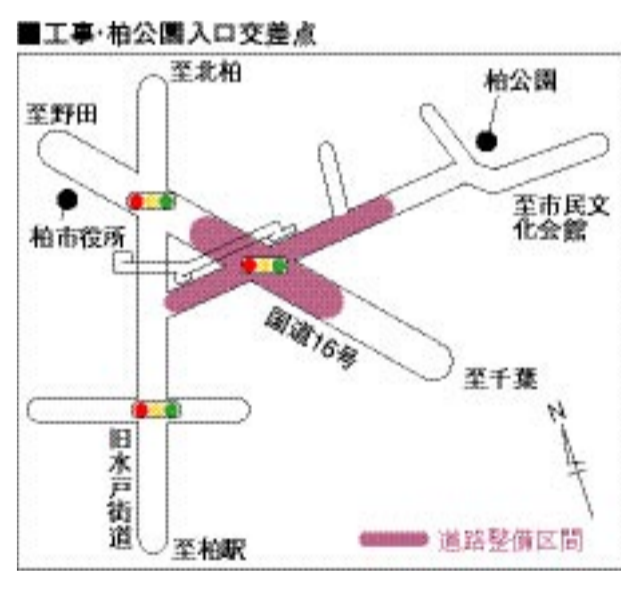 ■工事・柏公園入口交差点
至北柏
柏公園
至野田
至市民文
化会館
柏市役所
国道16号
至千葉
N
旧水戸街道
至柏駅
道路整備区間